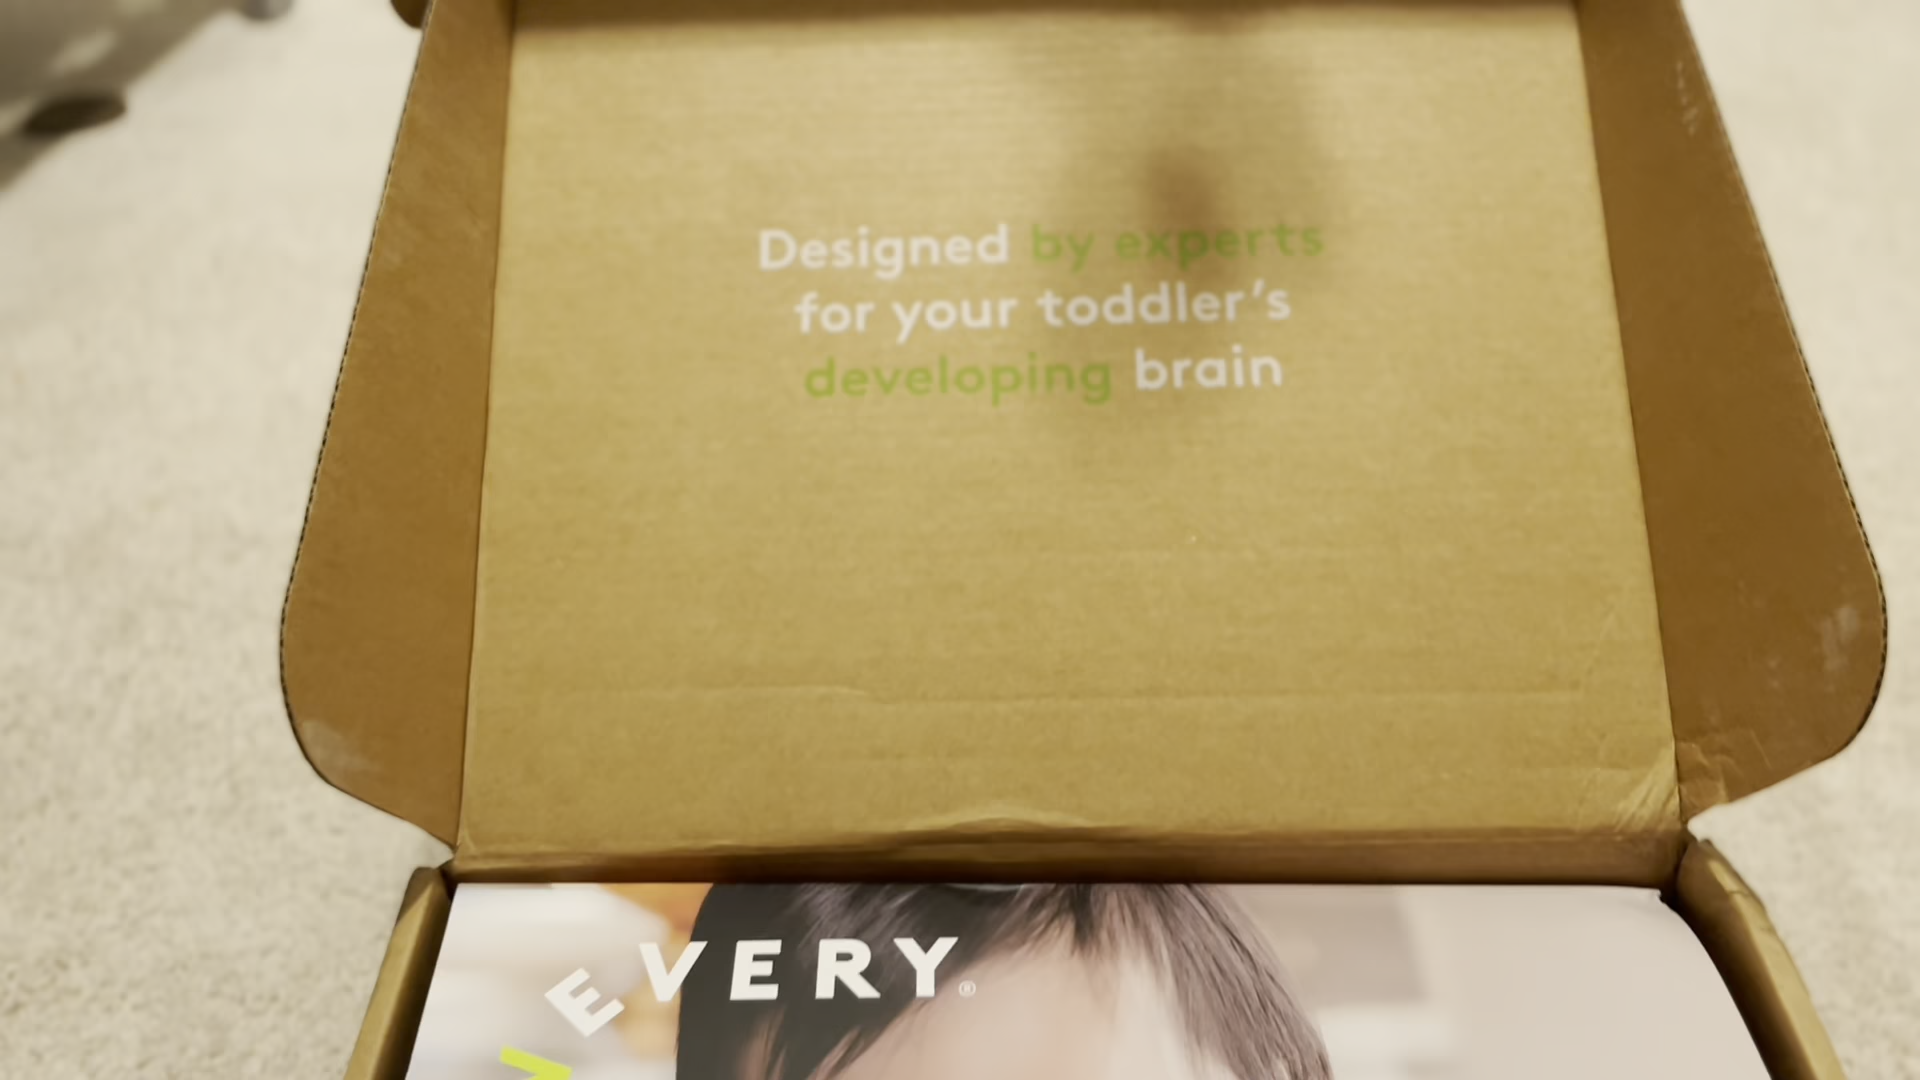 Designed by experts
for your toddler's
developing brain
EVERY®